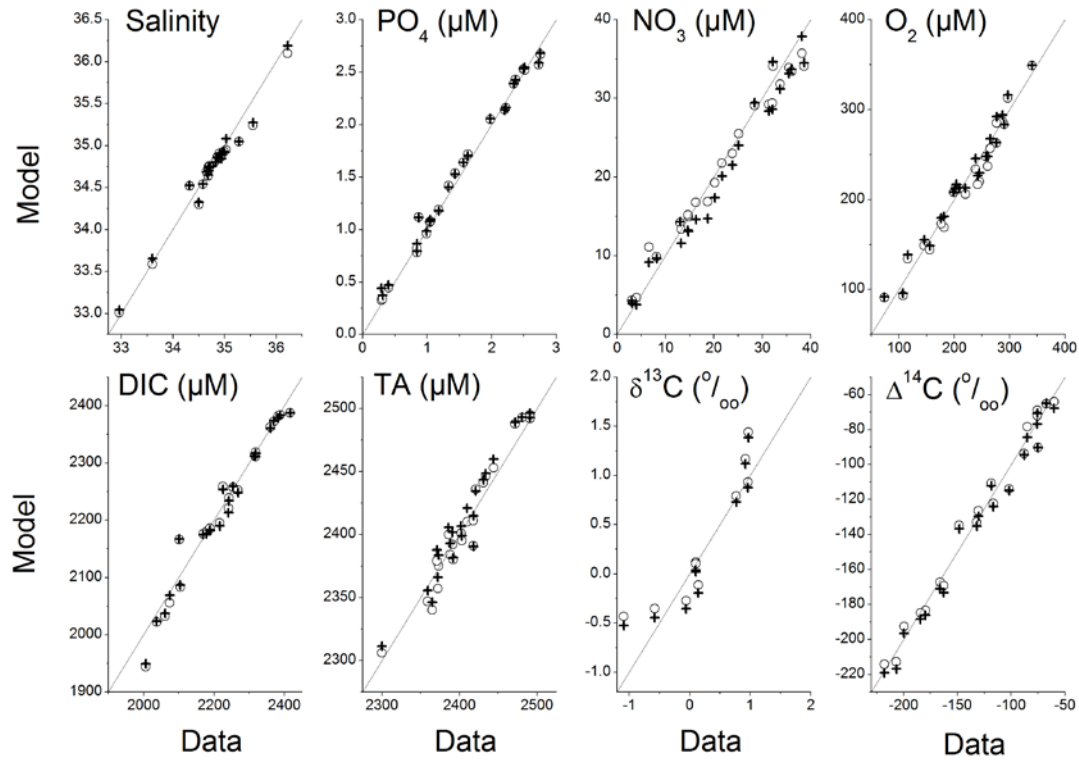 Model
Salinity
36.5
36.0
35.5
35.0
34.5
34.0
33.5
33.0
33 34 35 36
PO₄ (µM)
3.0
2.5
2.0
1.5
1.0
0.5
0.0
0 1 2 3
NO₃ (µM)
40
30
20
10
0
0 10 20 30 40
O₂ (µM)
400
300
200
100
100 200 300 400
Model
DIC (µM)
2400
2300
2200
2100
2000
1900
2000 2200 2400
Data
TA (µM)
2500
2450
2400
2350
2300
2300 2400 2500
Data
δ¹³C (º/ₒₒ)
2.0
1.5
1.0
0.5
0.0
-0.5
-1.0
-1 0 1 2
Data
Δ¹⁴C (º/ₒₒ)
-60
-80
-100
-120
-140
-160
-180
-200
-220
-200 -150 -100 -50
Data